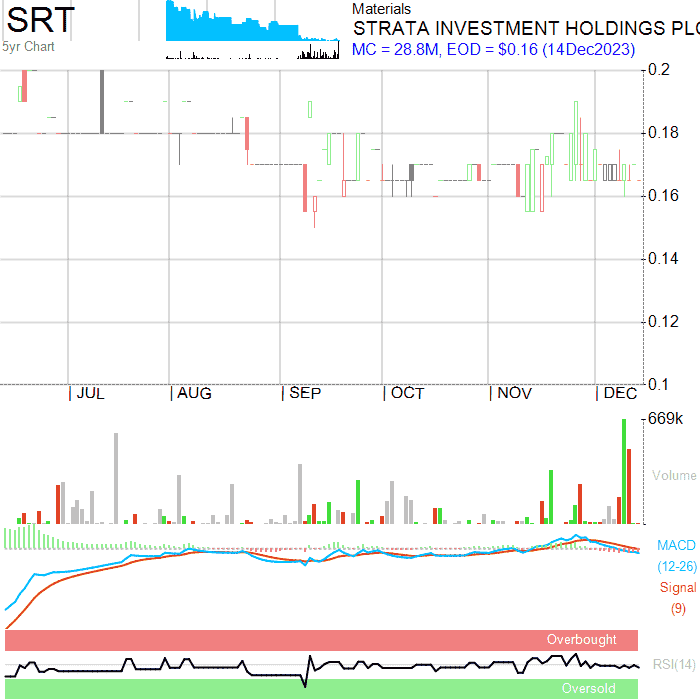 SRT
5yr Chart
Materials
STRATA INVESTMENT HOLDINGS PLC
MC = 28.8M, EOD = $0.16 (14Dec2023)
0.2
0.18
0.16
0.14
0.12
0.1
JUL AUG SEP OCT NOV DEC
669k
Volume
MACD
(12-26)
Signal
(9)
Overbought
RSI(14)
Oversold